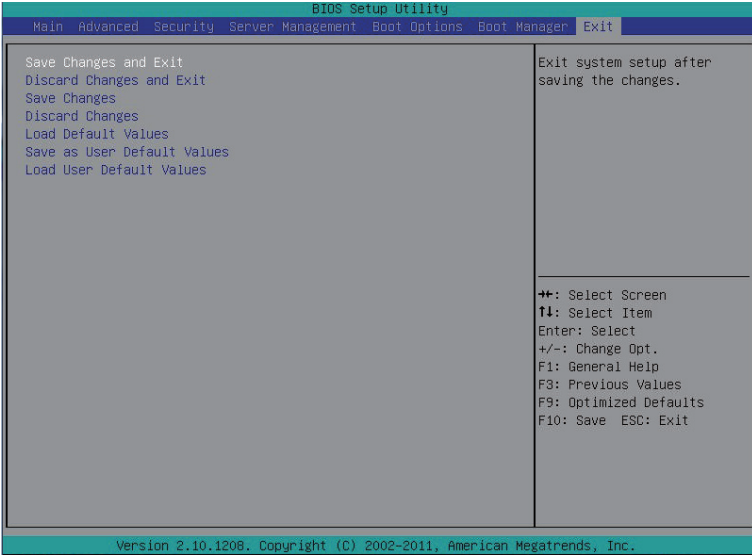 BIOS Setup Utility
Main Advanced Security Server Management Boot Options Boot Manager Exit
Save Changes and Exit
Discard Changes and Exit
Save Changes
Discard Changes
Load Default Values
Save as User Default Values
Load User Default Values
Exit system setup after
saving the changes.
→←: Select Screen
↑↓: Select Item
Enter: Select
+/-: Change Opt.
F1: General Help
F3: Previous Values
F9: Optimized Defaults
F10: Save ESC: Exit
Version 2.10.1208. Copyright (C) 2002-2011, American Megatrends, Inc.